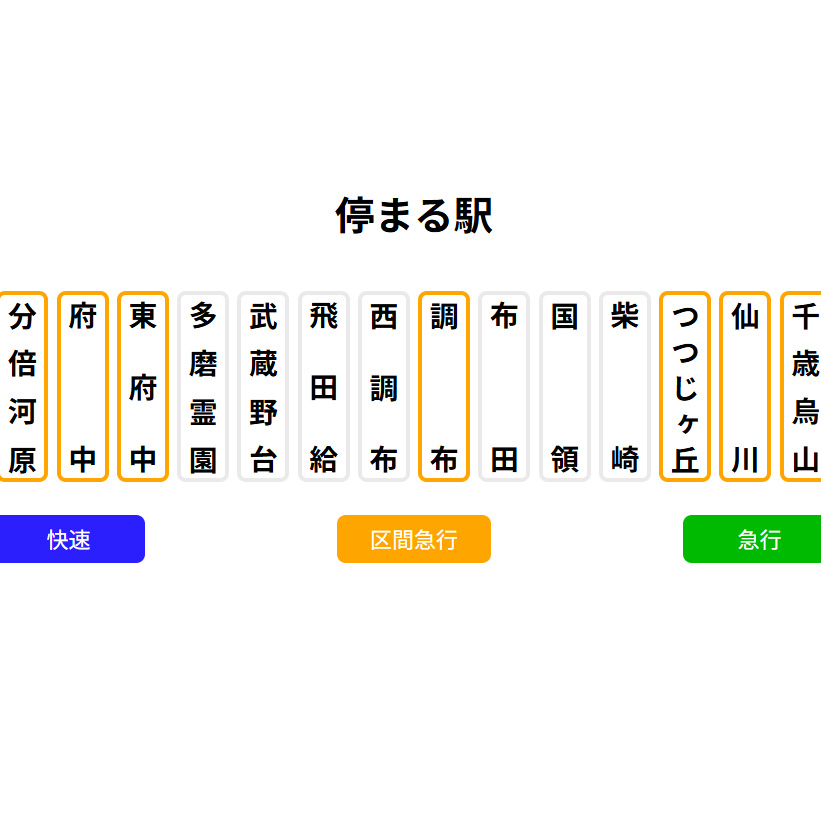 停まる駅
分倍河原
府中
東府中
多磨霊園
武蔵野台
飛田給
西調布
調布
布田
国領
柴崎
つつじヶ丘
仙川
千歳烏山
快速
区間急行
急行